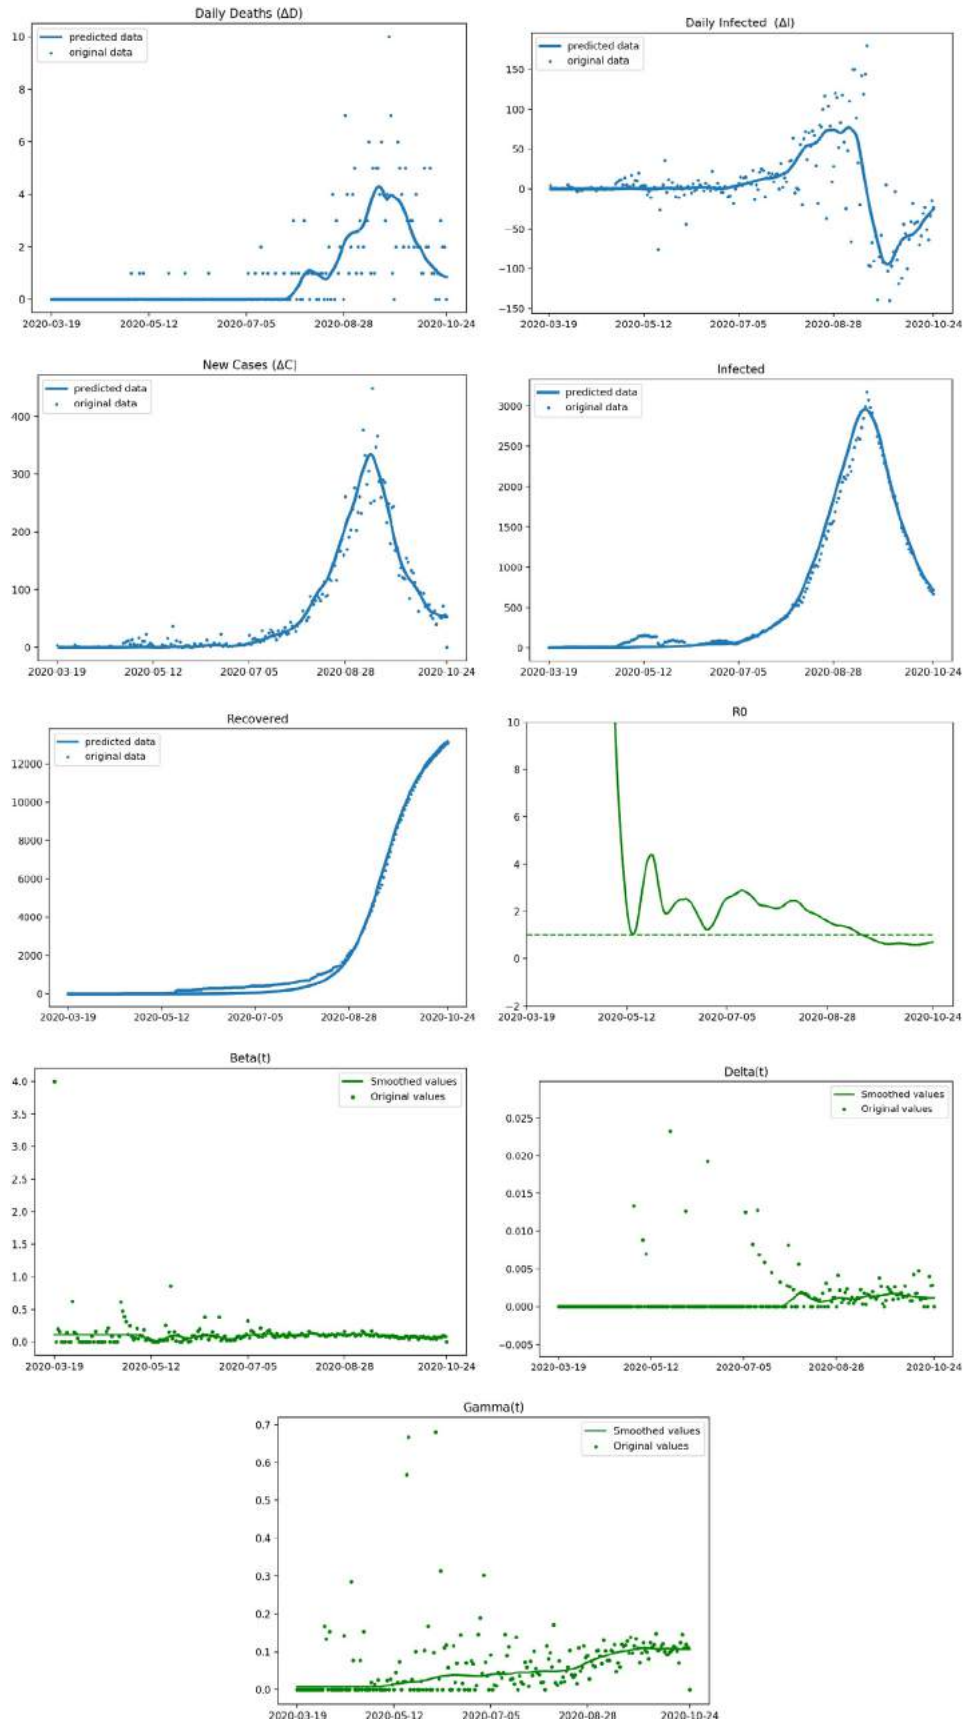 Daily Deaths (ΔD)
predicted data
original data
10
8
6
4
2
0
2020-03-19 2020-05-12 2020-07-05 2020-08-28 2020-10-24
Daily Infected (ΔI)
predicted data
original data
150
100
50
0
−50
−100
−150
2020-03-19 2020-05-12 2020-07-05 2020-08-28 2020-10-24
New Cases (ΔC)
predicted data
original data
400
300
200
100
0
2020-03-19 2020-05-12 2020-07-05 2020-08-28 2020-10-24
Infected
predicted data
original data
3000
2500
2000
1500
1000
500
0
2020-03-19 2020-05-12 2020-07-05 2020-08-28 2020-10-24
Recovered
predicted data
original data
12000
10000
8000
6000
4000
2000
0
2020-03-19 2020-05-12 2020-07-05 2020-08-28 2020-10-24
R0
10
8
6
4
2
0
−2
2020-03-19 2020-05-12 2020-07-05 2020-08-28 2020-10-24
Beta(t)
Smoothed values
Original values
4.0
3.5
3.0
2.5
2.0
1.5
1.0
0.5
0.0
2020-03-19 2020-05-12 2020-07-05 2020-08-28 2020-10-24
Delta(t)
Smoothed values
Original values
0.025
0.020
0.015
0.010
0.005
0.000
−0.005
2020-03-19 2020-05-12 2020-07-05 2020-08-28 2020-10-24
Gamma(t)
Smoothed values
Original values
0.7
0.6
0.5
0.4
0.3
0.2
0.1
0.0
2020-03-19 2020-05-12 2020-07-05 2020-08-28 2020-10-24